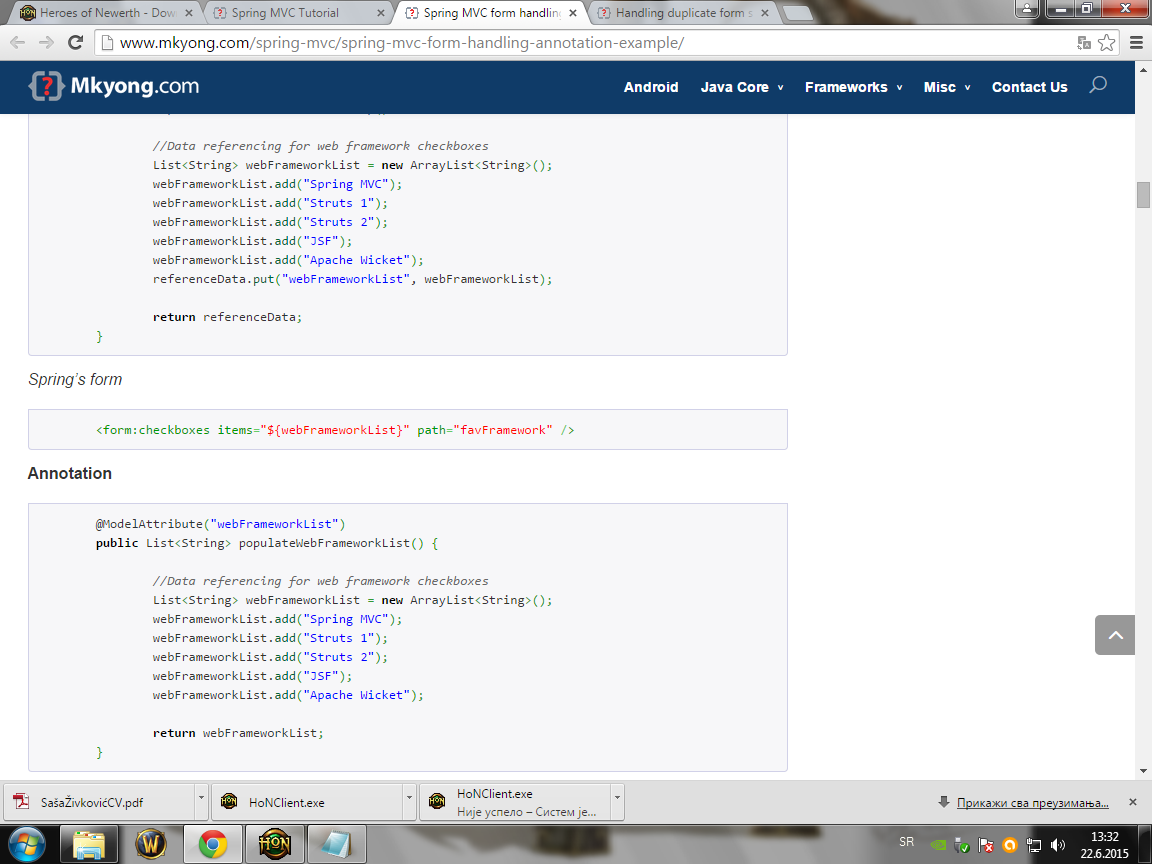 Heroes of Newerth - Dow
Spring MVC Tutorial
Spring MVC form handling
Handling duplicate form s
www.mkyong.com/spring-mvc/spring-mvc-form-handling-annotation-example/
Mkyong.com
Android
Java Core
Frameworks
Misc
Contact Us
//Data referencing for web framework checkboxes
List<String> webFrameworkList = new ArrayList<String>();
webFrameworkList.add("Spring MVC");
webFrameworkList.add("Struts 1");
webFrameworkList.add("Struts 2");
webFrameworkList.add("JSF");
webFrameworkList.add("Apache Wicket");
referenceData.put("webFrameworkList", webFrameworkList);
return referenceData;
}
Spring's form
<form:checkboxes items="${webFrameworkList}" path="favFramework" />
Annotation
@ModelAttribute("webFrameworkList")
public List<String> populateWebFrameworkList() {
//Data referencing for web framework checkboxes
List<String> webFrameworkList = new ArrayList<String>();
webFrameworkList.add("Spring MVC");
webFrameworkList.add("Struts 1");
webFrameworkList.add("Struts 2");
webFrameworkList.add("JSF");
webFrameworkList.add("Apache Wicket");
return webFrameworkList;
}
SašaŽivkovićCV.pdf
HoNClient.exe
HoNClient.exe
Није успело – Систем је...
Прикажи сва преузимања...
HON
SR
13:32
22.6.2015